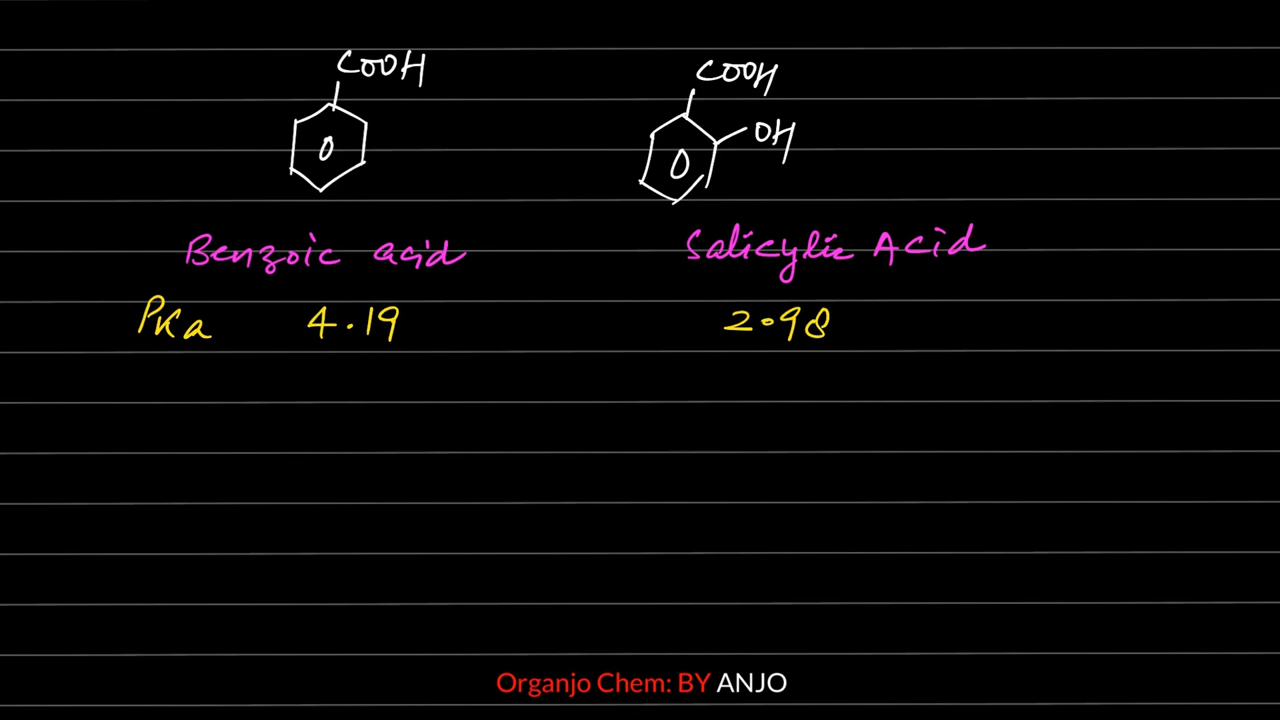 COOH COOH
OH
Benzoic acid Salicylic Acid
PKa 4.19 2.98
Organjo Chem: BY ANJO